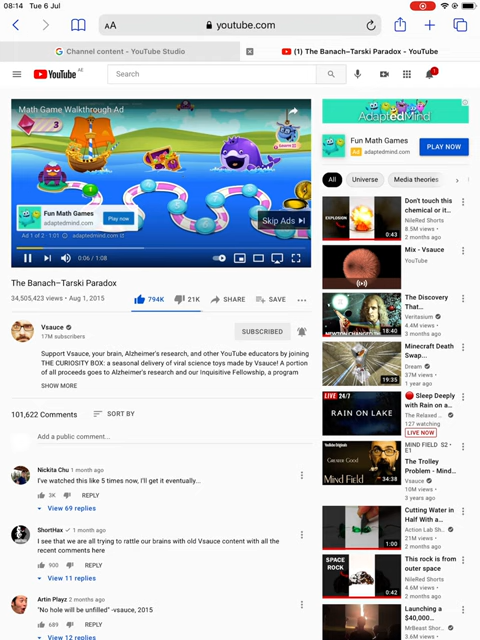 08:14 Tue 6 Jul
AA
youtube.com
Channel content - YouTube Studio
(1) The Banach–Tarski Paradox - YouTube
YouTube AE
Search
1
Math Game Walkthrough Ad
3
Fun Math Games
adaptedmind.com
Play now
Skip Ads
Ad 1 of 2 · 1:01
adaptedmind.com
0:06 / 1:08
The Banach–Tarski Paradox
34,505,423 views • Aug 1, 2015
794K
21K
SHARE
SAVE
Vsauce
17M subscribers
SUBSCRIBED
Support Vsauce, your brain, Alzheimer's research, and other YouTube educators by joining
THE CURIOSITY BOX: a seasonal delivery of viral science toys made by Vsauce! A portion
of all proceeds goes to Alzheimer's research and our Inquisitive Fellowship, a program
SHOW MORE
101,622 Comments
SORT BY
Add a public comment...
Nickita Chu 1 month ago
I've watched this like 5 times now, I'll get it eventually...
3K
REPLY
View 69 replies
ShortHax 1 month ago
I see that we are all trying to rattle our brains with old Vsauce content with all the
recent comments here
900
REPLY
View 11 replies
Artin Playz 2 months ago
"No hole will be unfilled" -vsauce, 2015
689
REPLY
View 12 replies
AdaptedMind
Fun Math Games
Ad adaptedmind.com
PLAY NOW
All
Universe
Media theories
EXPLOSION
0:43
Don't touch this
chemical or it...
NileRed Shorts
8.5M views •
2 months ago
Mix - Vsauce
YouTube
18:40
The Discovery
That...
Veritasium
4.4M views •
3 months ago
19:35
Minecraft Death
Swap...
Dream
37M views •
1 year ago
LIVE 24/7
RAIN ON LAKE
Sleep Deeply
with Rain on a...
The Relaxed ...
127 watching
LIVE NOW
YouTube Originals
GREATER GOOD
MIND FIELD
34:38
MIND FIELD S2 •
E1
The Trolley
Problem - Mind...
Vsauce
10M views •
3 years ago
1:00
Cutting Water in
Half With a...
Action Lab Sh...
21M views •
2 months ago
SPACE
ROCK
0:42
This rock is from
outer space
NileRed Shorts
4.6M views •
2 months ago
Launching a
$40,000...
MrBeast Shor...
3.6M views •